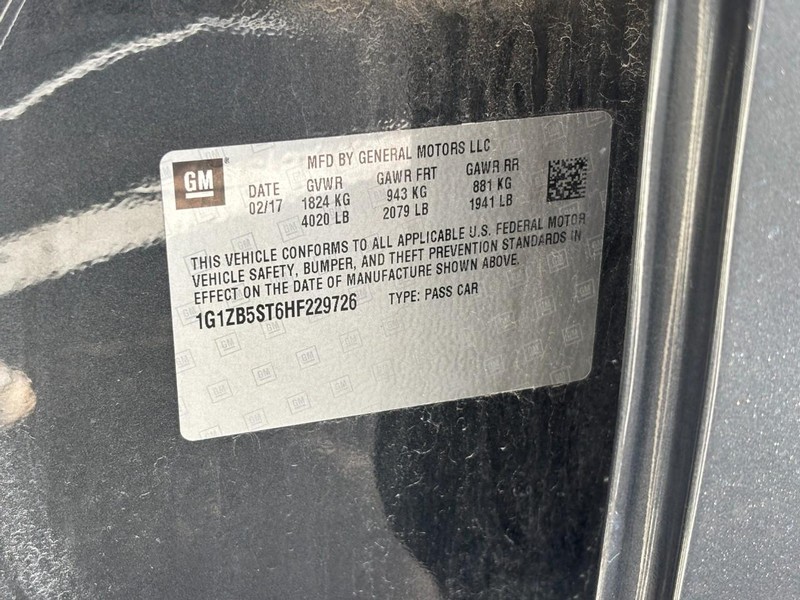 GM
MFD BY GENERAL MOTORS LLC
DATE GVWR GAWR FRT GAWR RR
02/17 1824 KG 943 KG 881 KG
4020 LB 2079 LB 1941 LB
THIS VEHICLE CONFORMS TO ALL APPLICABLE U.S. FEDERAL MOTOR
VEHICLE SAFETY, BUMPER, AND THEFT PREVENTION STANDARDS IN
EFFECT ON THE DATE OF MANUFACTURE SHOWN ABOVE.
1G1ZB5ST6HF229726 TYPE: PASS CAR